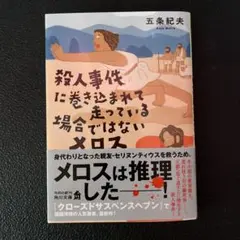 五条紀夫
殺人事件
に巻き込まれて
走っている
場合ではない
メロス
身代わりとなった親友・セリヌンティウスを救うため、
メロスは推理
した……!
『クローズドサスペンスヘブン』で